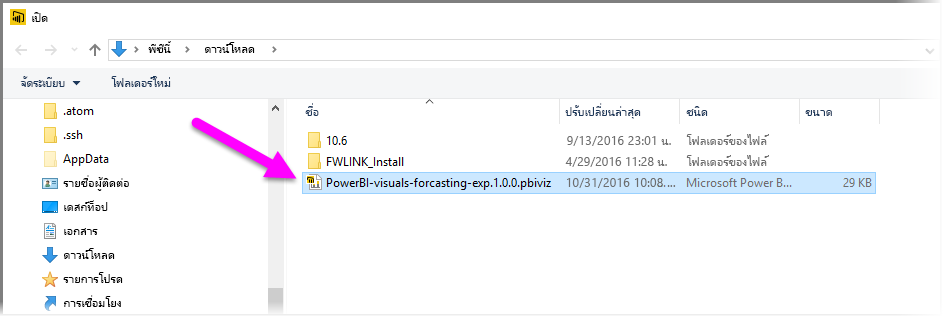 เปิด
พีซีนี้ ดาวน์โหลด
จัดระเบียบ โฟลเดอร์ใหม่
ชื่อ ปรับเปลี่ยนล่าสุด ชนิด ขนาด
.atom
.ssh
AppData
รายชื่อผู้ติดต่อ
เดสก์ท็อป
เอกสาร
ดาวน์โหลด
รายการโปรด
การเชื่อมโยง
10.6 9/13/2016 23:01 น โฟลเดอร์ของไฟล์
FWLINK_Install 4/29/2016 11:28 น. โฟลเดอร์ของไฟล์
PowerBI-visuals-forcasting-exp.1.0.0.pbiviz 10/31/2016 10:08.... Microsoft Power B... 29 KB